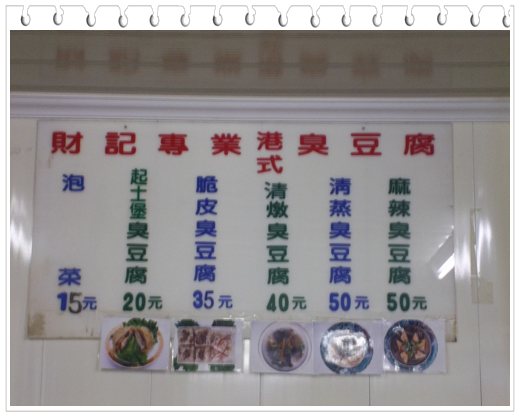 財記專業港式臭豆腐
泡菜 15元
起士堡臭豆腐 20元
脆皮臭豆腐 35元
清燉臭豆腐 40元
清蒸臭豆腐 50元
麻辣臭豆腐 50元